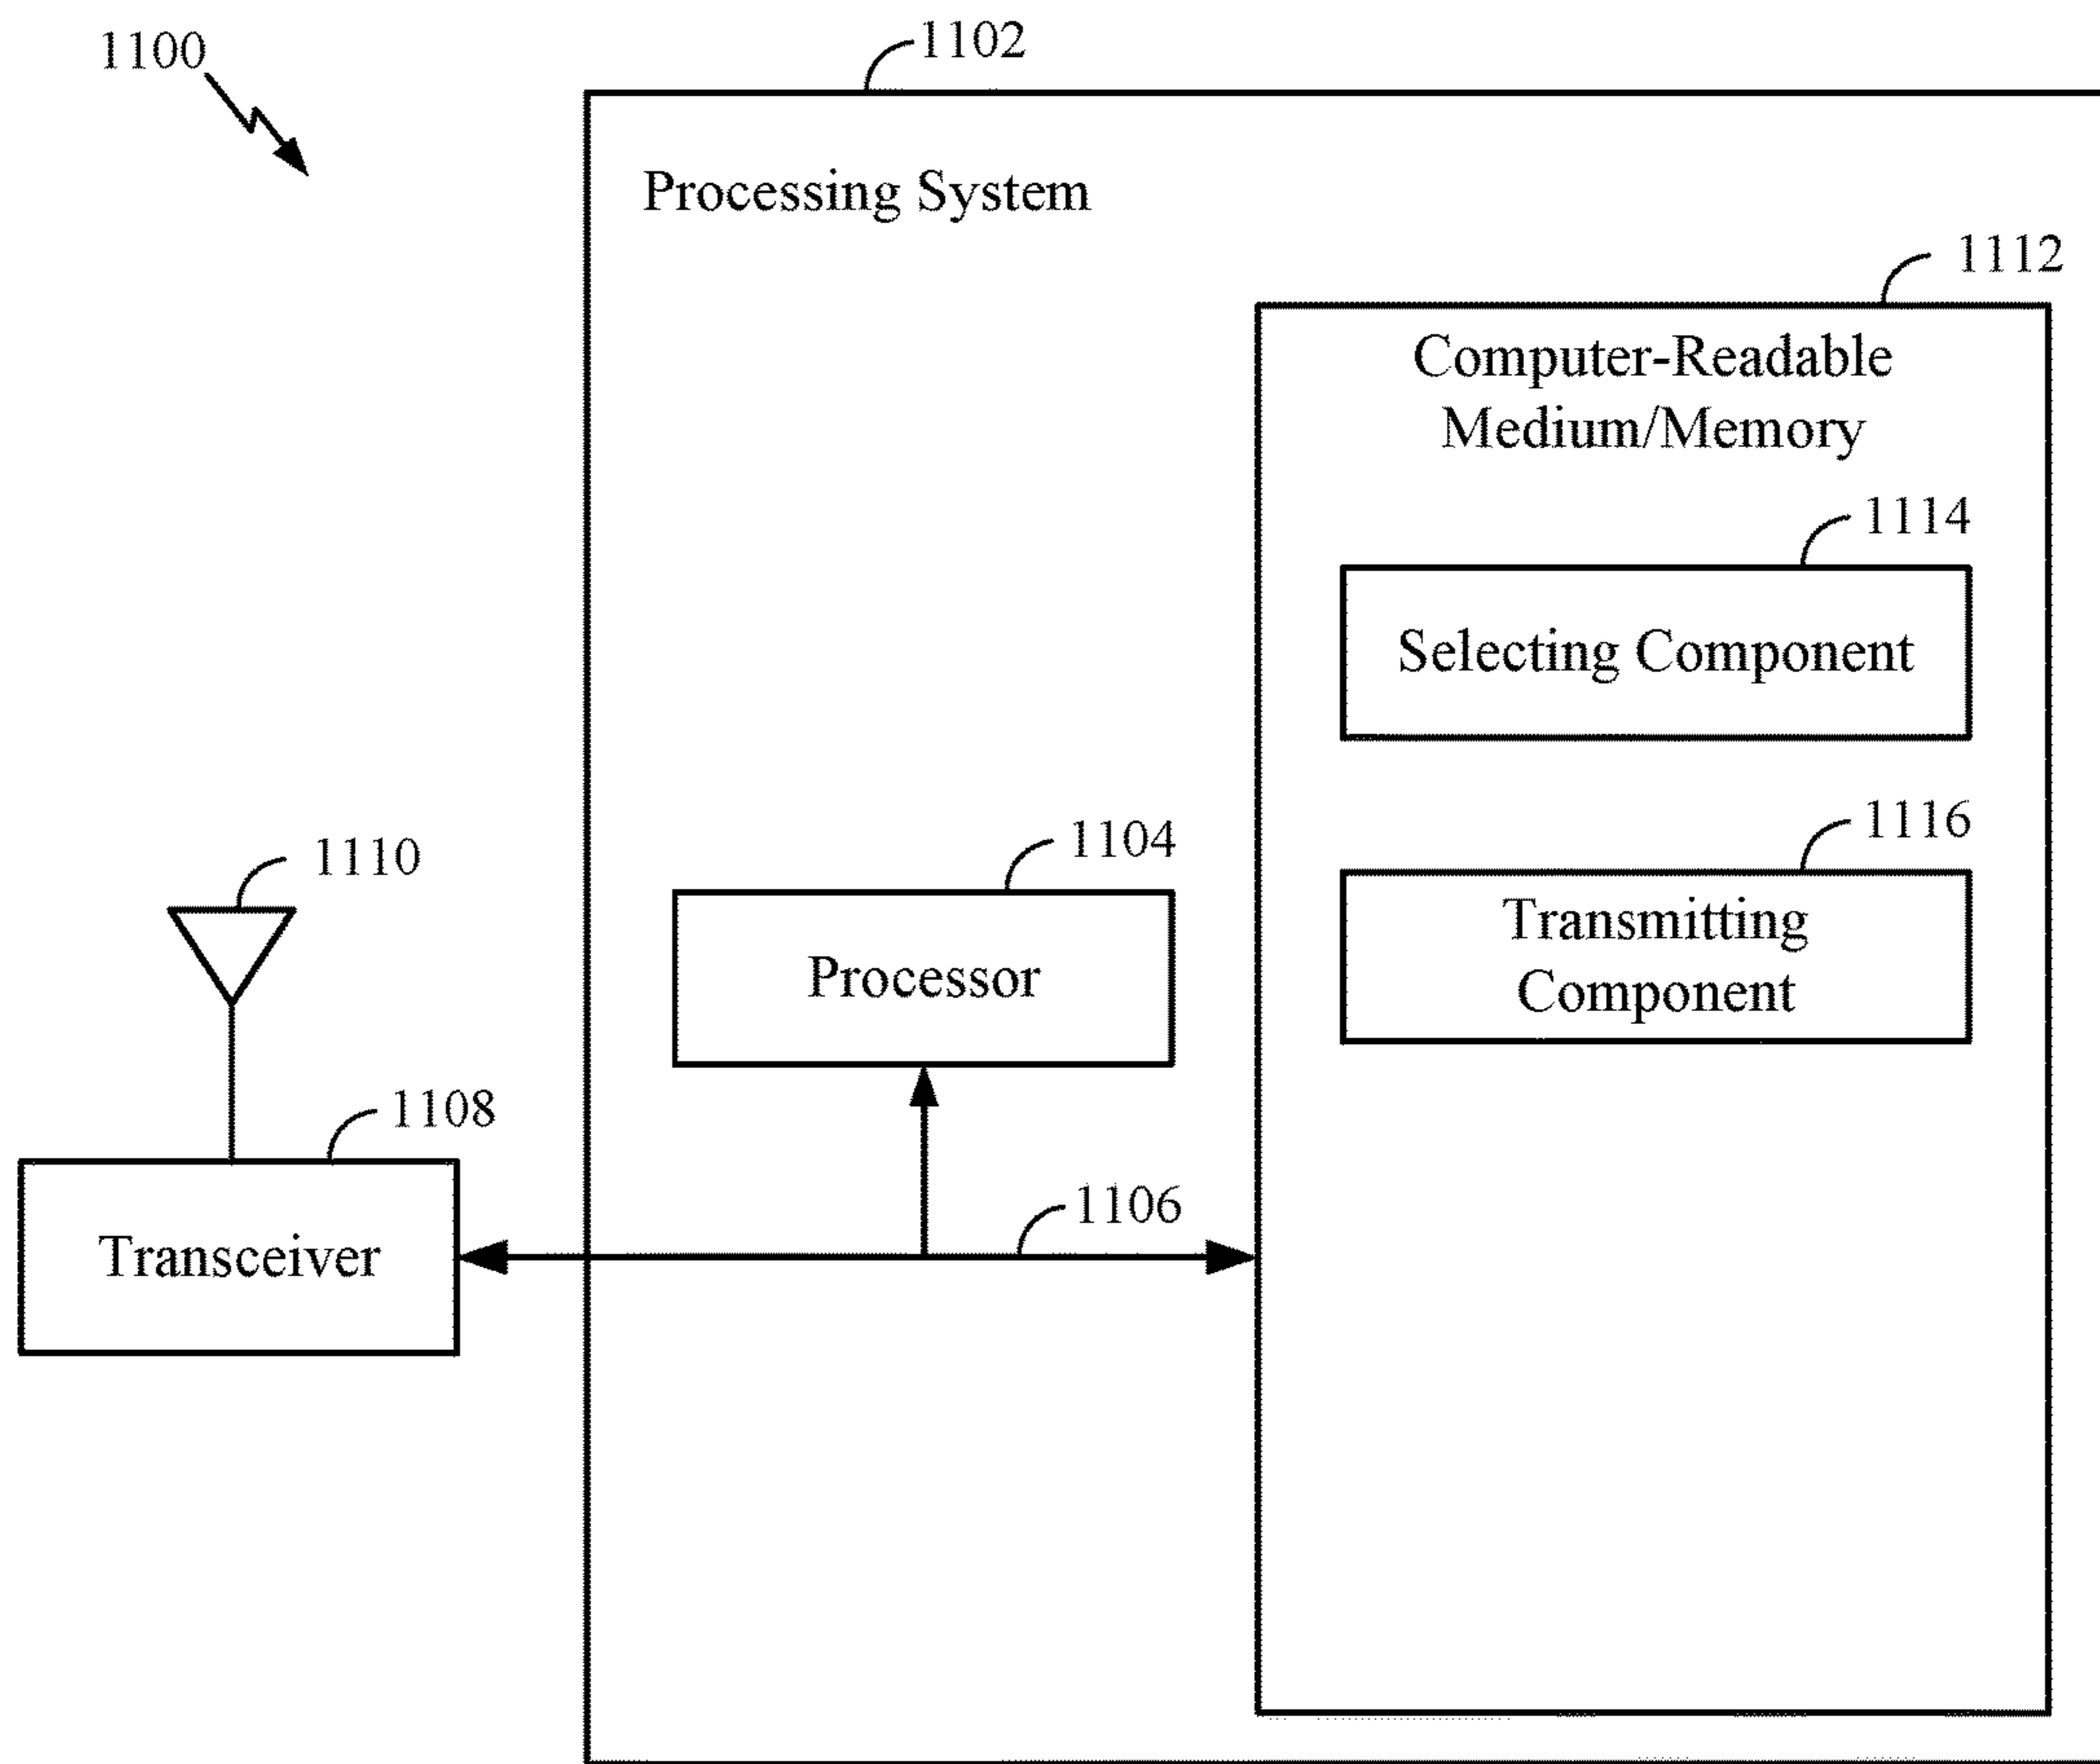 1100
1102
Processing System
1112
Computer-Readable
Medium/Memory
1114
Selecting Component
1116
Transmitting
Component
1104
Processor
1110
1108
Transceiver
1106